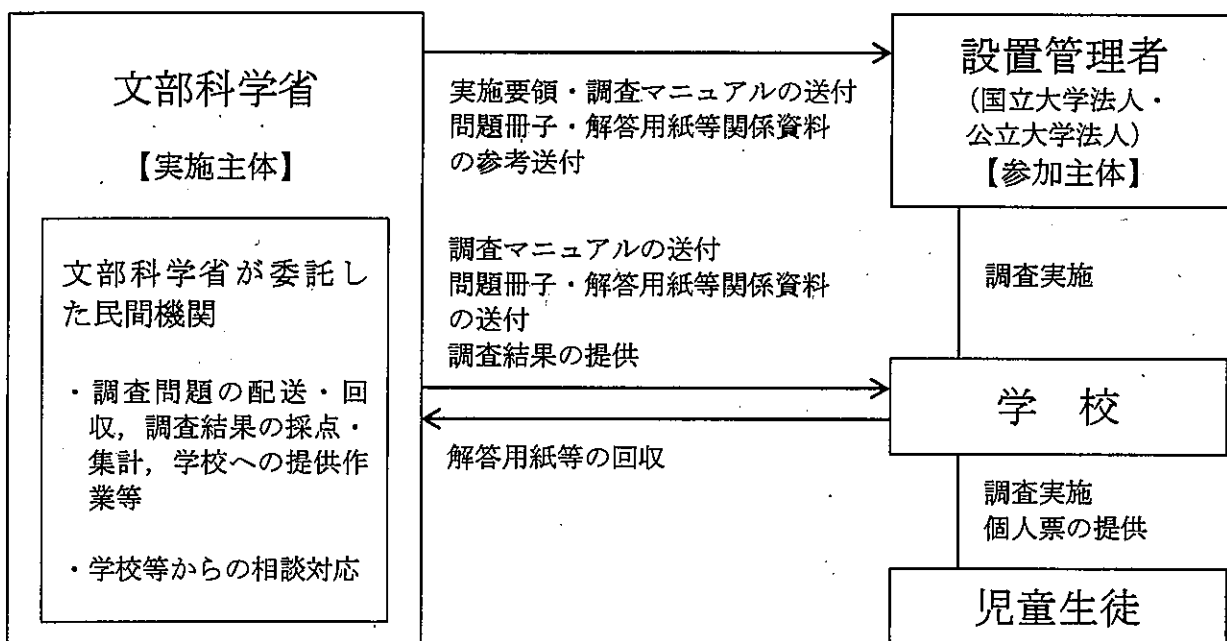 文部科学省
【実施主体】
文部科学省が委託し
た民間機関
・調査問題の配送・回
収，調査結果の採点・
集計，学校への提供作
業等
・学校等からの相談対応
実施要領・調査マニュアルの送付
問題冊子・解答用紙等関係資料
の参考送付
調査マニュアルの送付
問題冊子・解答用紙等関係資料
の送付
調査結果の提供
解答用紙等の回収
設置管理者
（国立大学法人・
公立大学法人）
【参加主体】
調査実施
学　校
調査実施
個人票の提供
児童生徒